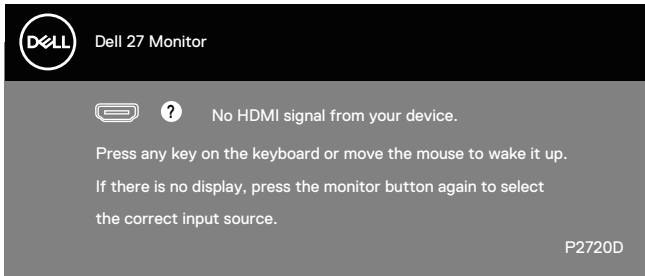 DELL
Dell 27 Monitor
? No HDMI signal from your device.
Press any key on the keyboard or move the mouse to wake it up.
If there is no display, press the monitor button again to select
the correct input source.
P2720D